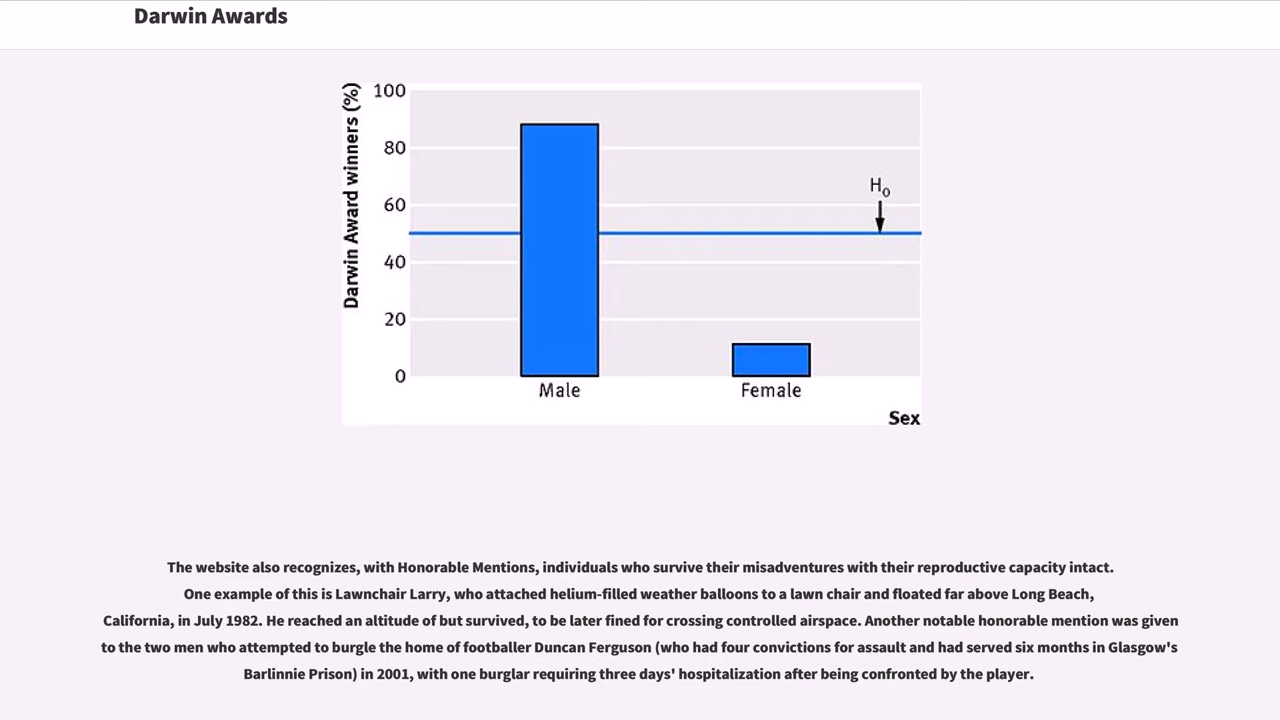 Darwin Awards
Darwin Award winners (%)
100
80
60
40
20
0
H0
Male
Female
Sex
The website also recognizes, with Honorable Mentions, individuals who survive their misadventures with their reproductive capacity intact.
One example of this is Lawnchair Larry, who attached helium-filled weather balloons to a lawn chair and floated far above Long Beach,
California, in July 1982. He reached an altitude of but survived, to be later fined for crossing controlled airspace. Another notable honorable mention was given
to the two men who attempted to burgle the home of footballer Duncan Ferguson (who had four convictions for assault and had served six months in Glasgow's
Barlinnie Prison) in 2001, with one burglar requiring three days' hospitalization after being confronted by the player.